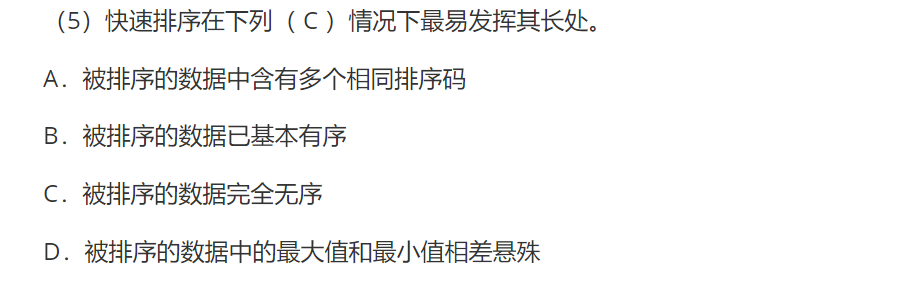 （5）快速排序在下列（ C ）情况下最易发挥其长处。
A．被排序的数据中含有多个相同排序码
B．被排序的数据已基本有序
C．被排序的数据完全无序
D．被排序的数据中的最大值和最小值相差悬殊